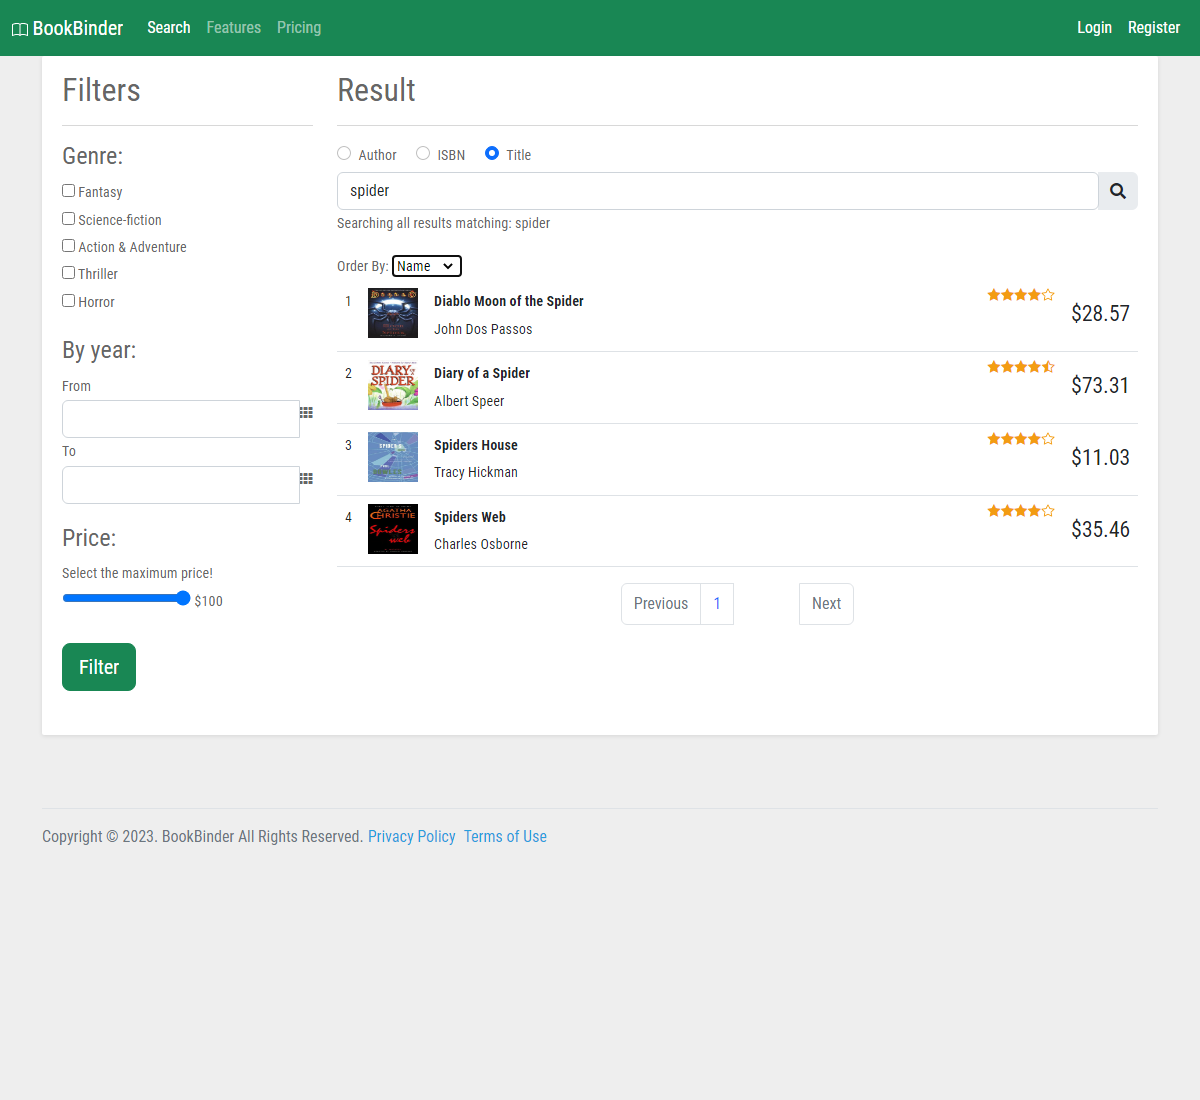 BookBinder Search Features Pricing Login Register
Filters
Genre:
Fantasy
Science-fiction
Action & Adventure
Thriller
Horror
By year:
From
To
Price:
Select the maximum price!
$100
Filter
Result
Author ISBN Title
spider
Searching all results matching: spider
Order By: Name
1 Diablo Moon of the Spider $28.57
John Dos Passos
DIARY OF A
SPIDER
2 Diary of a Spider $73.31
Albert Speer
3 Spiders House $11.03
Tracy Hickman
AGATHA
CHRISTIE
Spiders
web
4 Spiders Web $35.46
Charles Osborne
Previous 1 Next
Copyright © 2023. BookBinder All Rights Reserved. Privacy Policy Terms of Use